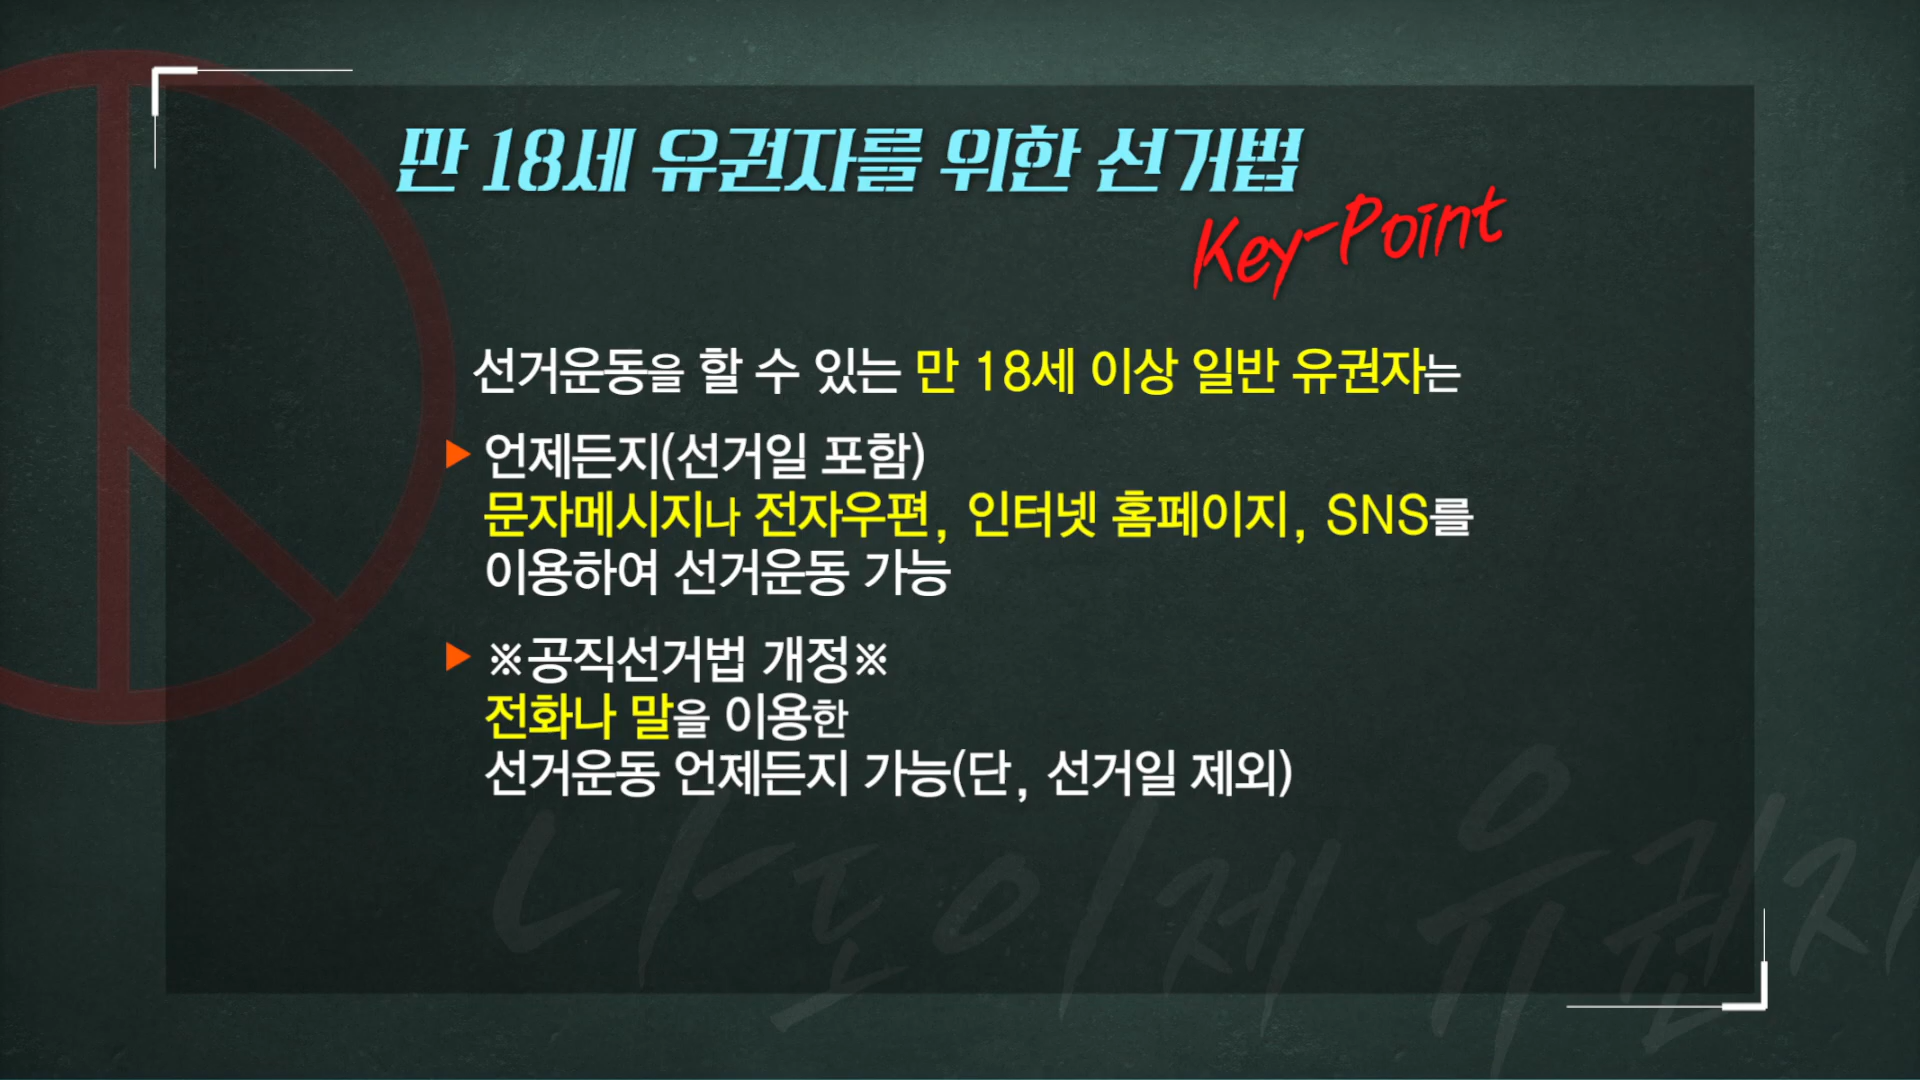 만 18세 유권자를 위한 선거법
Key-Point
선거운동을 할 수 있는 만 18세 이상 일반 유권자는
▶ 언제든지(선거일 포함)
문자메시지나 전자우편, 인터넷 홈페이지, SNS를
이용하여 선거운동 가능
▶ ※공직선거법 개정※
전화나 말을 이용한
선거운동 언제든지 가능(단, 선거일 제외)
나도 이제 유권자